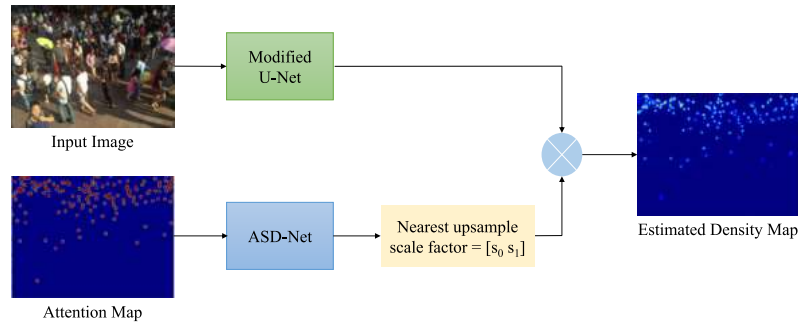 Modified
U-Net
Input Image
Estimated Density Map
ASD-Net
Nearest upsample
scale factor = [s₀ s₁]
Attention Map